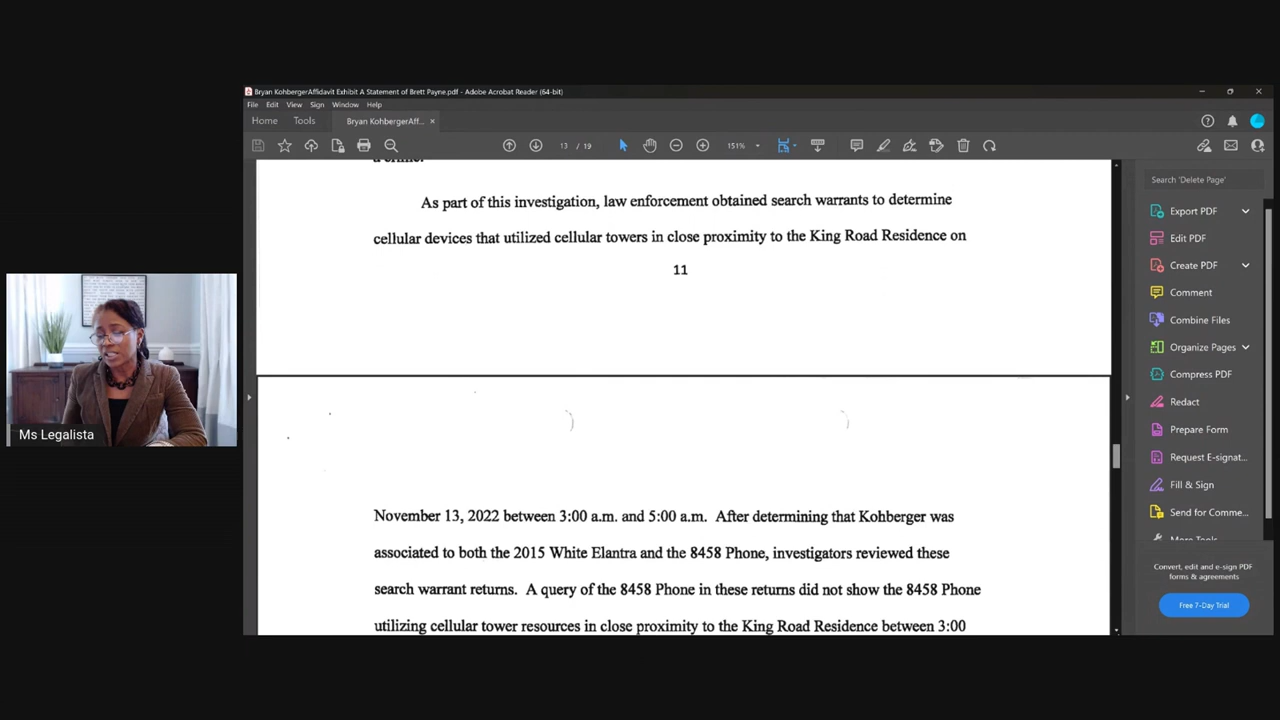 Bryan KohbergerAffidavit Exhibit A Statement of Brett Payne.pdf - Adobe Acrobat Reader (64-bit)
File Edit View Sign Window Help
Home Tools Bryan KohbergerAff... ×
13 / 19 151%
a crime.
As part of this investigation, law enforcement obtained search warrants to determine
cellular devices that utilized cellular towers in close proximity to the King Road Residence on
11
November 13, 2022 between 3:00 a.m. and 5:00 a.m. After determining that Kohberger was
associated to both the 2015 White Elantra and the 8458 Phone, investigators reviewed these
search warrant returns. A query of the 8458 Phone in these returns did not show the 8458 Phone
utilizing cellular tower resources in close proximity to the King Road Residence between 3:00
Search 'Delete Page'
Export PDF
Edit PDF
Create PDF
Comment
Combine Files
Organize Pages
Compress PDF
Redact
Prepare Form
Request E-signat...
Fill & Sign
Send for Comme...
More Tools
Convert, edit and e-sign PDF
forms & agreements
Free 7-Day Trial
Ms Legalista